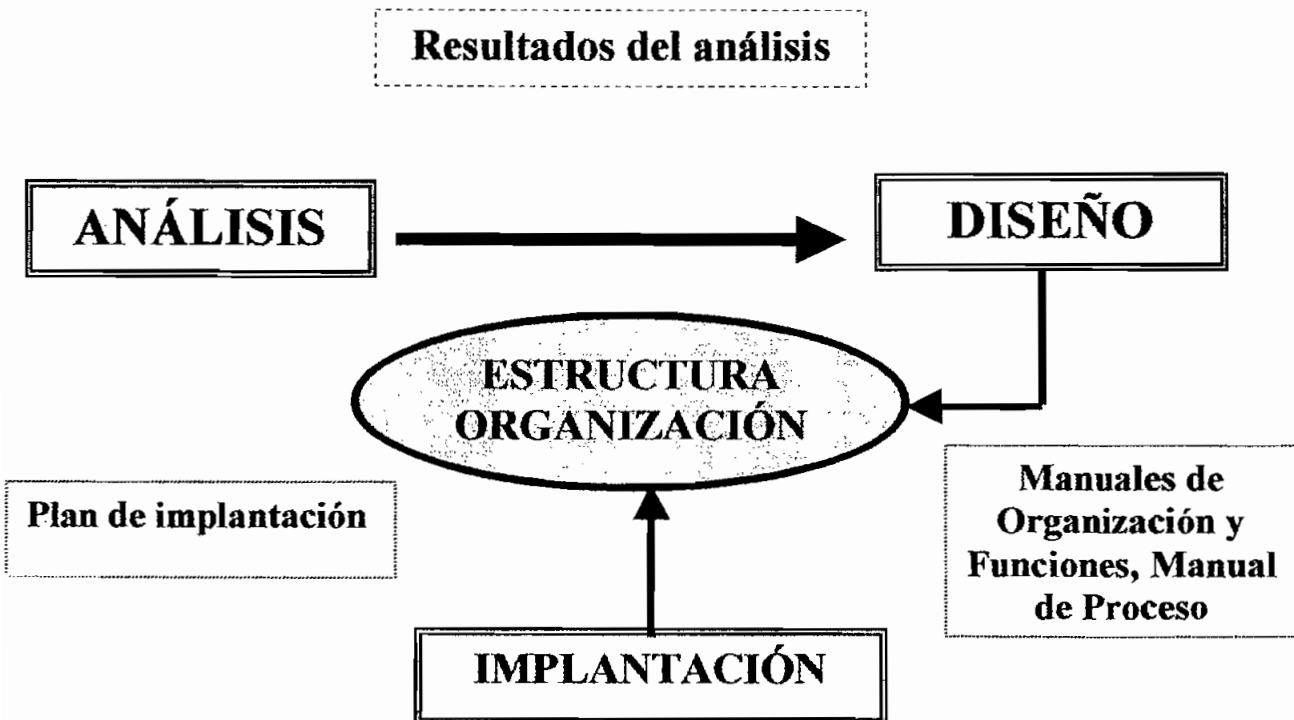 Resultados del análisis
ANÁLISIS
DISEÑO
ESTRUCTURA
ORGANIZACIÓN
Plan de implantación
Manuales de
Organización y
Funciones, Manual
de Proceso
IMPLANTACIÓN